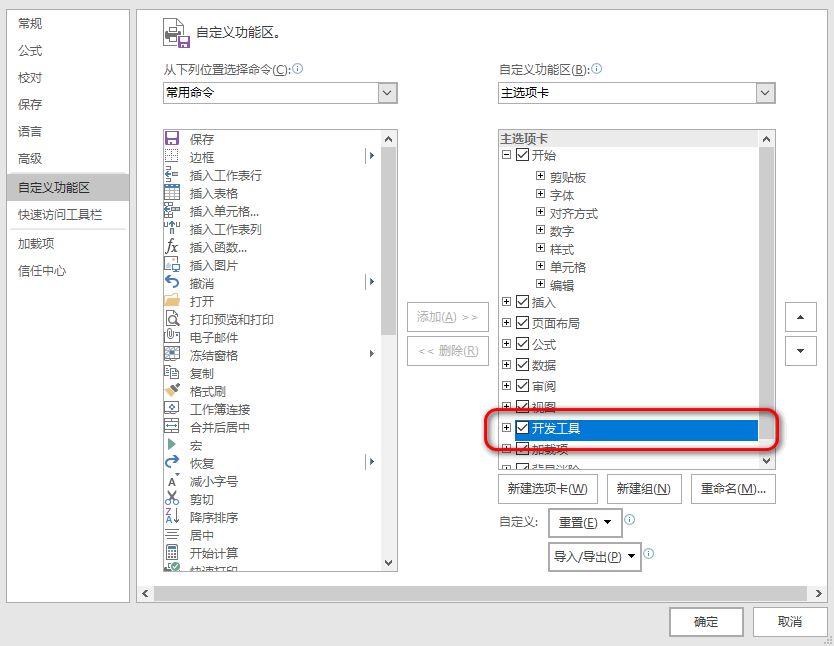 常规
公式
校对
保存
语言
高级
自定义功能区
快速访问工具栏
加载项
信任中心
自定义功能区。
从下列位置选择命令(C):
常用命令
保存
边框
插入工作表行
插入表格
插入单元格...
插入工作表列
插入函数...
插入图片
撤消
打开
打印预览和打印
电子邮件
冻结窗格
复制
格式刷
工作簿连接
合并后居中
宏
恢复
减小字号
剪切
降序排序
居中
开始计算
快速打印
添加(A) >>
<< 删除(R)
自定义功能区(B):
主选项卡
主选项卡
开始
剪贴板
字体
对齐方式
数字
样式
单元格
编辑
插入
页面布局
公式
数据
审阅
视图
开发工具
加载项
背景消除
新建选项卡(W)
新建组(N)
重命名(M)...
自定义:
重置(E)
导入/导出(P)
确定
取消